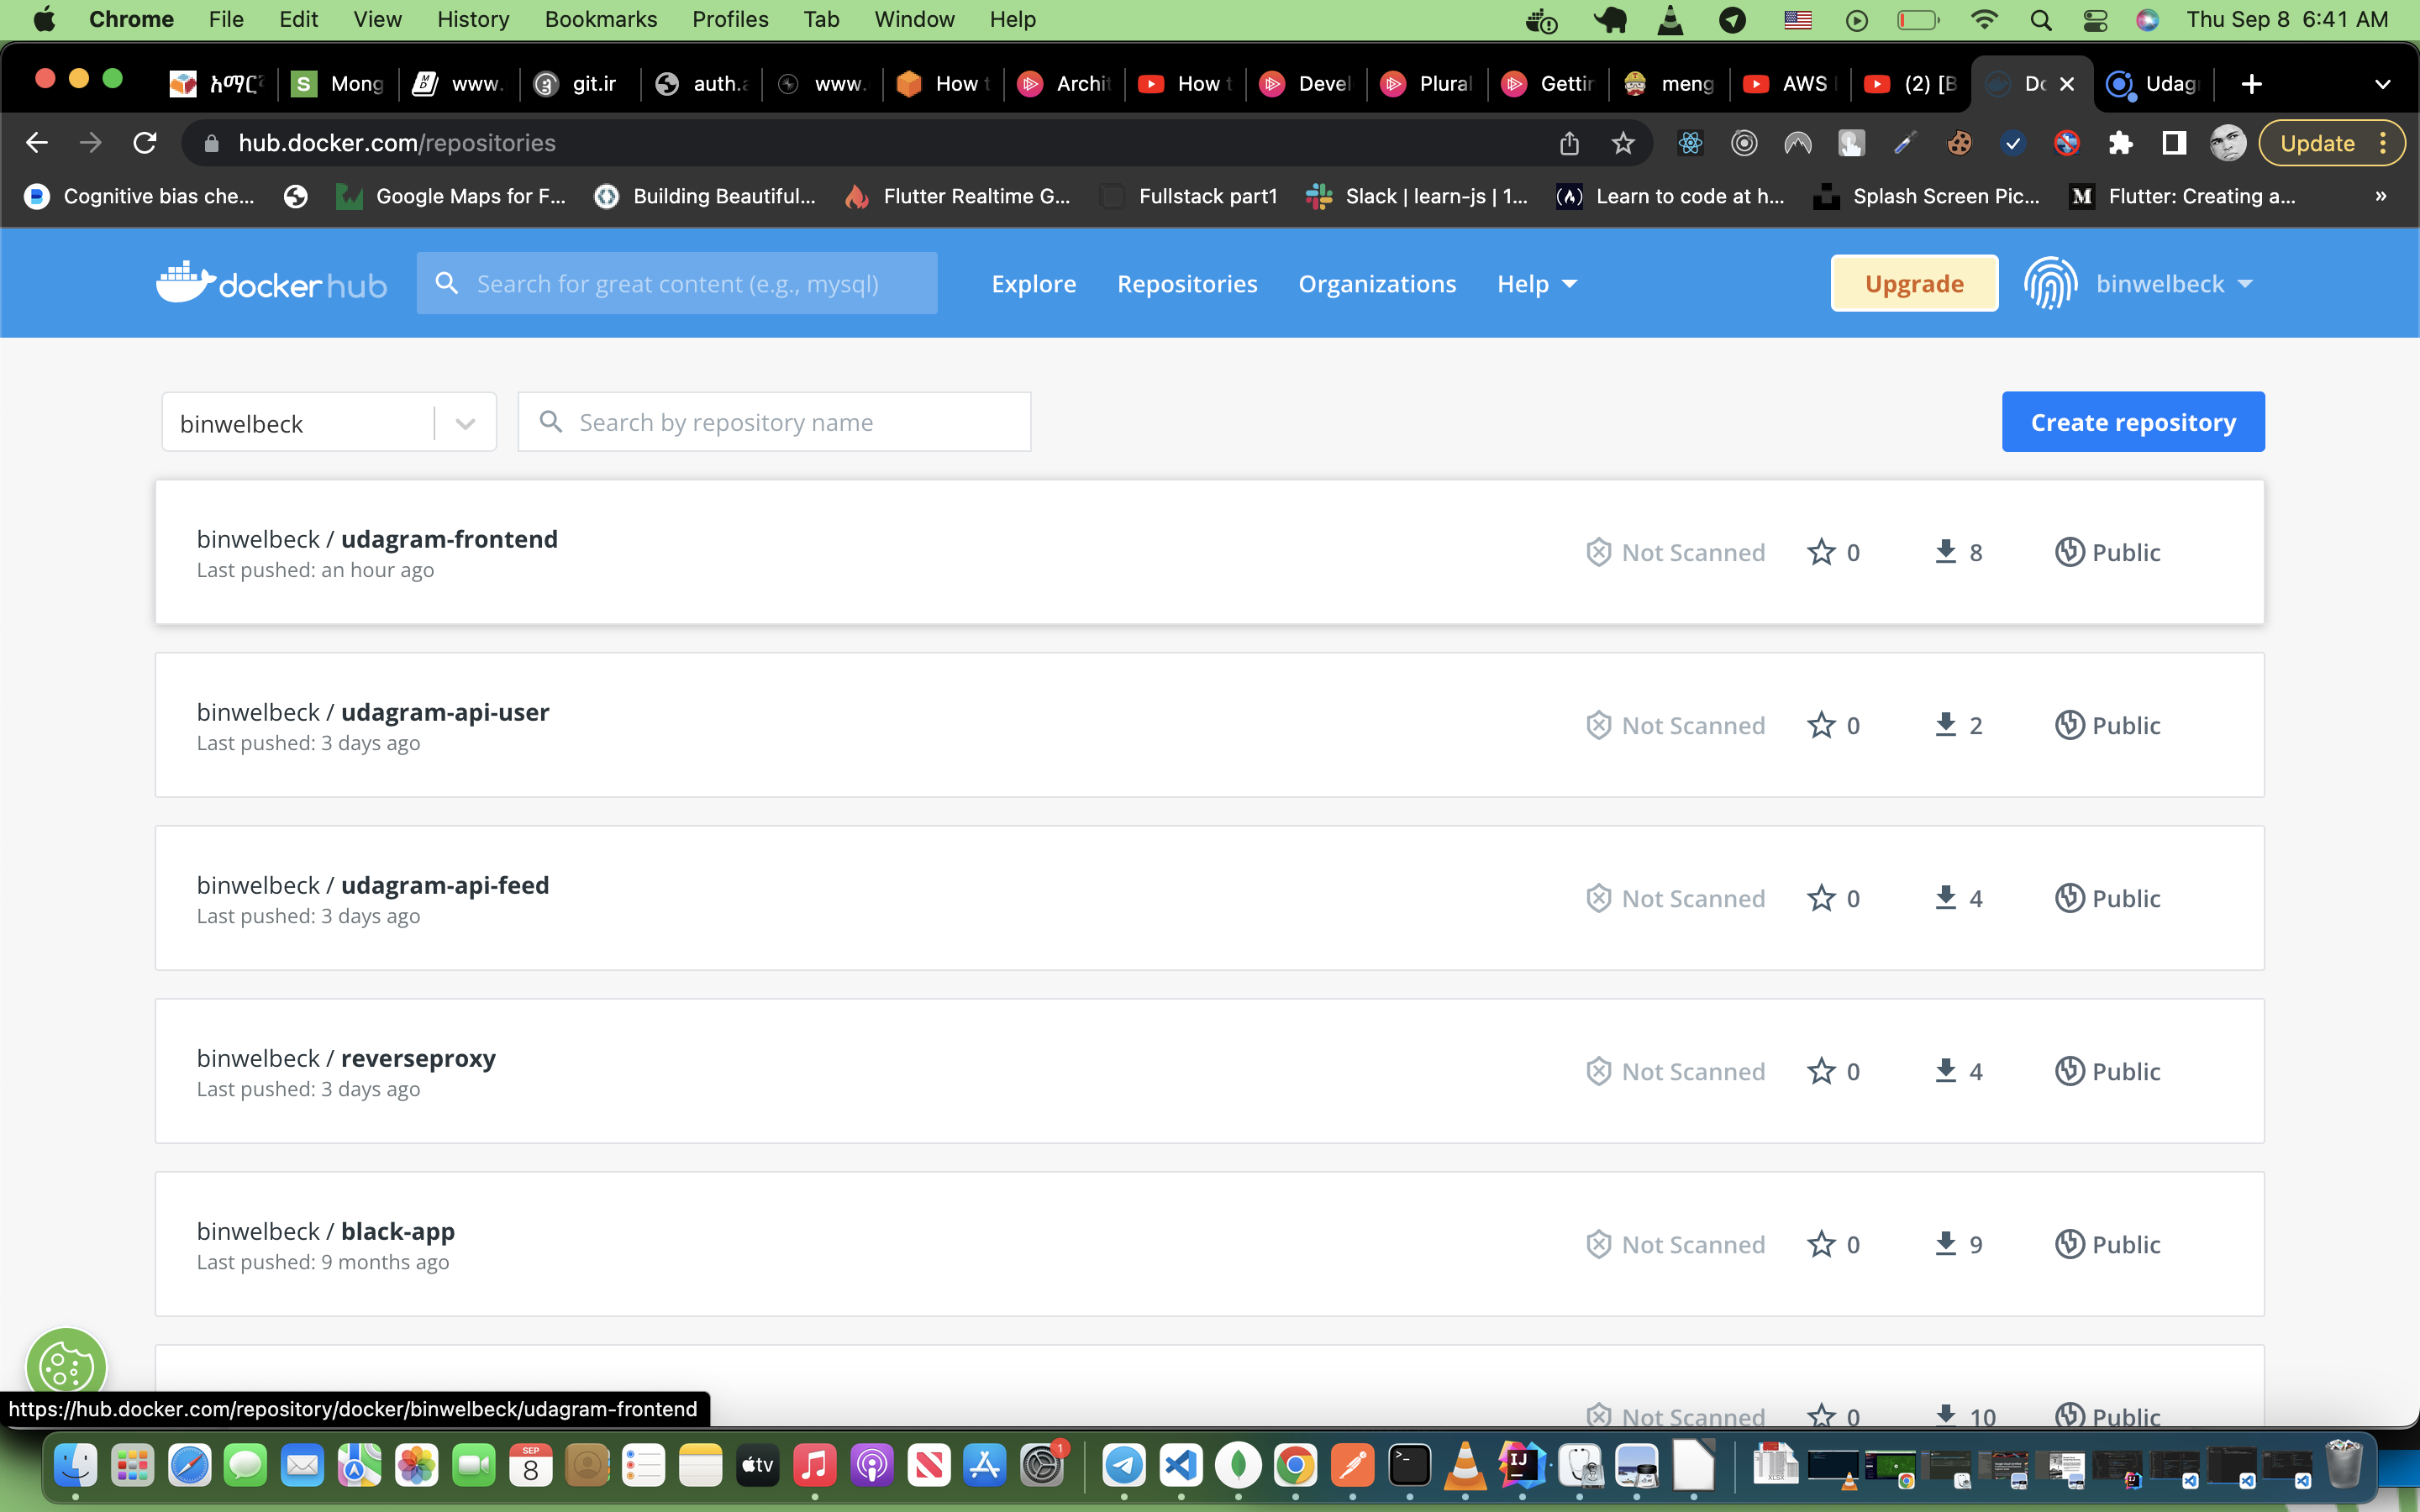 Chrome File Edit View History Bookmarks Profiles Tab Window Help Thu Sep 8 6:41 AM
አማርኛ Mong www. git.ir auth.a www. How t Archit How t Devel Plural Gettin meng AWS (2) [B Do Udag
hub.docker.com/repositories Update
Cognitive bias che... Google Maps for F... Building Beautiful... Flutter Realtime G... Fullstack part1 Slack | learn-js | 1... Learn to code at h... Splash Screen Pic... Flutter: Creating a... »
docker hub Search for great content (e.g., mysql) Explore Repositories Organizations Help Upgrade binwelbeck
binwelbeck Search by repository name Create repository
binwelbeck / udagram-frontend
Last pushed: an hour ago
Not Scanned 0 8 Public
binwelbeck / udagram-api-user
Last pushed: 3 days ago
Not Scanned 0 2 Public
binwelbeck / udagram-api-feed
Last pushed: 3 days ago
Not Scanned 0 4 Public
binwelbeck / reverseproxy
Last pushed: 3 days ago
Not Scanned 0 4 Public
binwelbeck / black-app
Last pushed: 9 months ago
Not Scanned 0 9 Public
Not Scanned 0 10 Public
https://hub.docker.com/repository/docker/binwelbeck/udagram-frontend
SEP
8
tv
1
IJ
XLSX